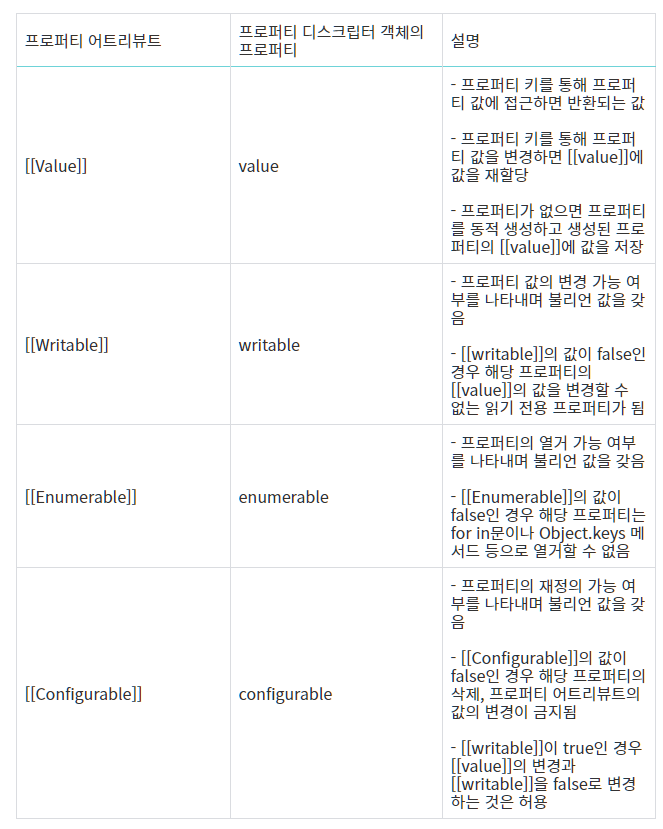 프로퍼티 어트리뷰트
프로퍼티 디스크립터 객체의
프로퍼티
설명
[[Value]]
value
- 프로퍼티 키를 통해 프로퍼
티 값에 접근하면 반환되는 값
- 프로퍼티 키를 통해 프로퍼
티 값을 변경하면 [[value]]에
값을 재할당
- 프로퍼티가 없으면 프로퍼티
를 동적 생성하고 생성된 프로
퍼티의 [[value]]에 값을 저장
[[Writable]]
writable
- 프로퍼티 값의 변경 가능 여
부를 나타내며 불리언 값을 갖
음
- [[writable]]의 값이 false인
경우 해당 프로퍼티의
[[value]]의 값을 변경할 수
없는 읽기 전용 프로퍼티가 됨
[[Enumerable]]
enumerable
- 프로퍼티의 열거 가능 여부
를 나타내며 불리언 값을 갖음
- [[Enumerable]]의 값이
false인 경우 해당 프로퍼티는
for in문이나 Object.keys 메
서드 등으로 열거할 수 없음
[[Configurable]]
configurable
- 프로퍼티의 재정의 가능 여
부를 나타내며 불리언 값을 갖
음
- [[Configurable]]의 값이
false인 경우 해당 프로퍼티의
삭제, 프로퍼티 어트리뷰트의
값의 변경이 금지됨
- [[writable]]이 true인 경우
[[value]]의 변경과
[[writable]]을 false로 변경
하는 것은 허용